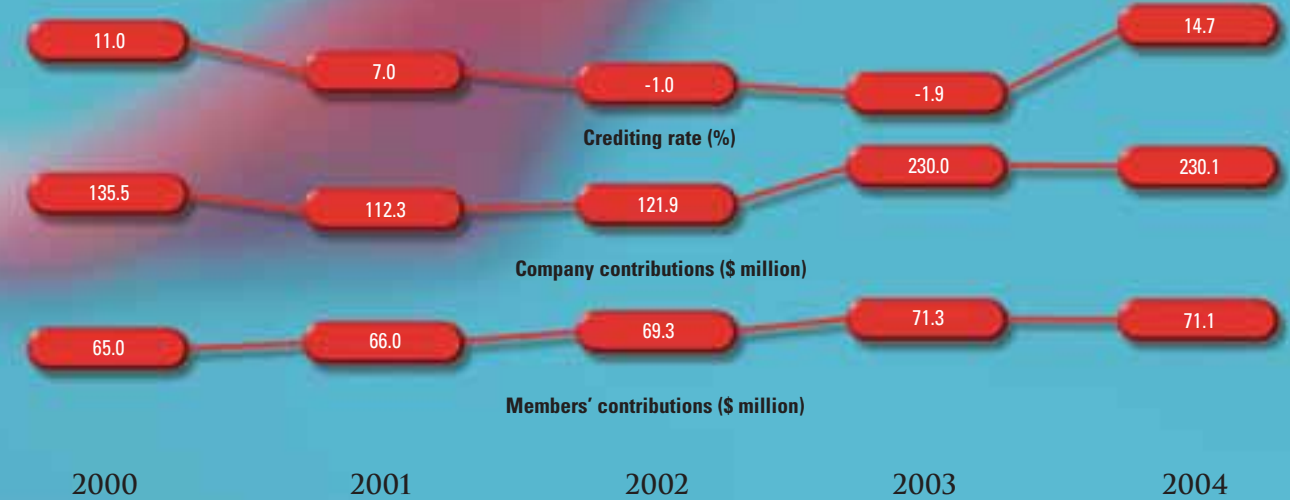 11.0 7.0 -1.0 -1.9 14.7
Crediting rate (%)
135.5 112.3 121.9 230.0 230.1
Company contributions ($ million)
65.0 66.0 69.3 71.3 71.1
Members’ contributions ($ million)
2000 2001 2002 2003 2004